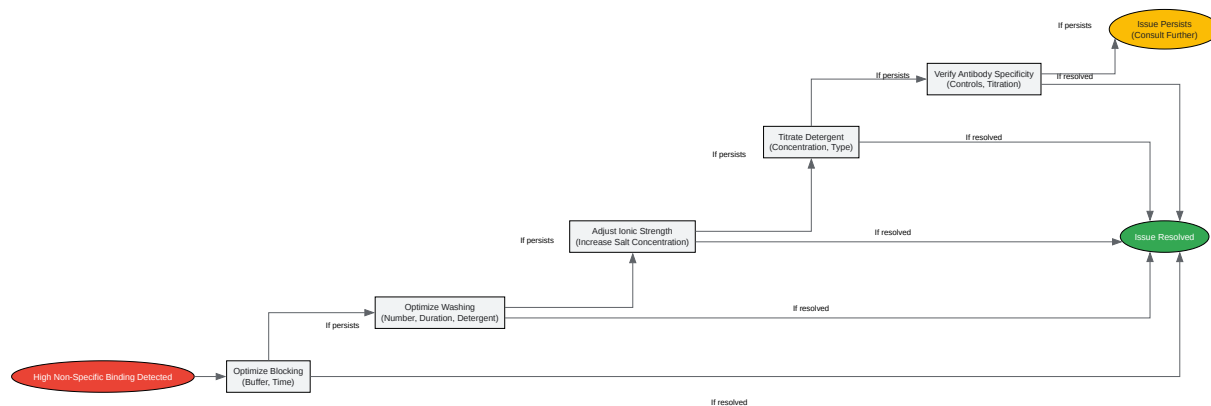 Issue Persists
(Consult Further)
If persists
Verify Antibody Specificity
(Controls, Titration)
If persists
If resolved
Titrate Detergent
(Concentration, Type)
If persists
If resolved
Adjust Ionic Strength
(Increase Salt Concentration)
If persists
If resolved
Issue Resolved
Optimize Washing
(Number, Duration, Detergent)
If persists
If resolved
High Non-Specific Binding Detected
Optimize Blocking
(Buffer, Time)
If resolved